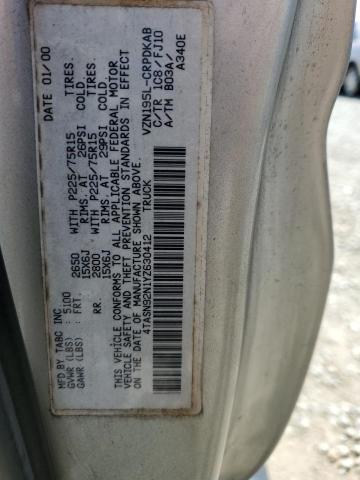 MFD BY TABC INC DATE 01/00
GVWR (LBS) : 5100
GAWR (LBS) : FRT. 2650 WITH P225/75R15 TIRES,
15X6J RIMS, AT 26PSI COLD.
RR. 2800 WITH P225/75R15 TIRES,
15X6J RIMS, AT 29PSI COLD.
THIS VEHICLE CONFORMS TO ALL APPLICABLE FEDERAL MOTOR
VEHICLE SAFETY AND THEFT PREVENTION STANDARDS IN EFFECT
ON THE DATE OF MANUFACTURE SHOWN ABOVE.
4TASN92N1YZ630412 TRUCK
VZN195L-CRPDKAB
C/TR 1C8/FJ10
A/TM B03A/
A340E